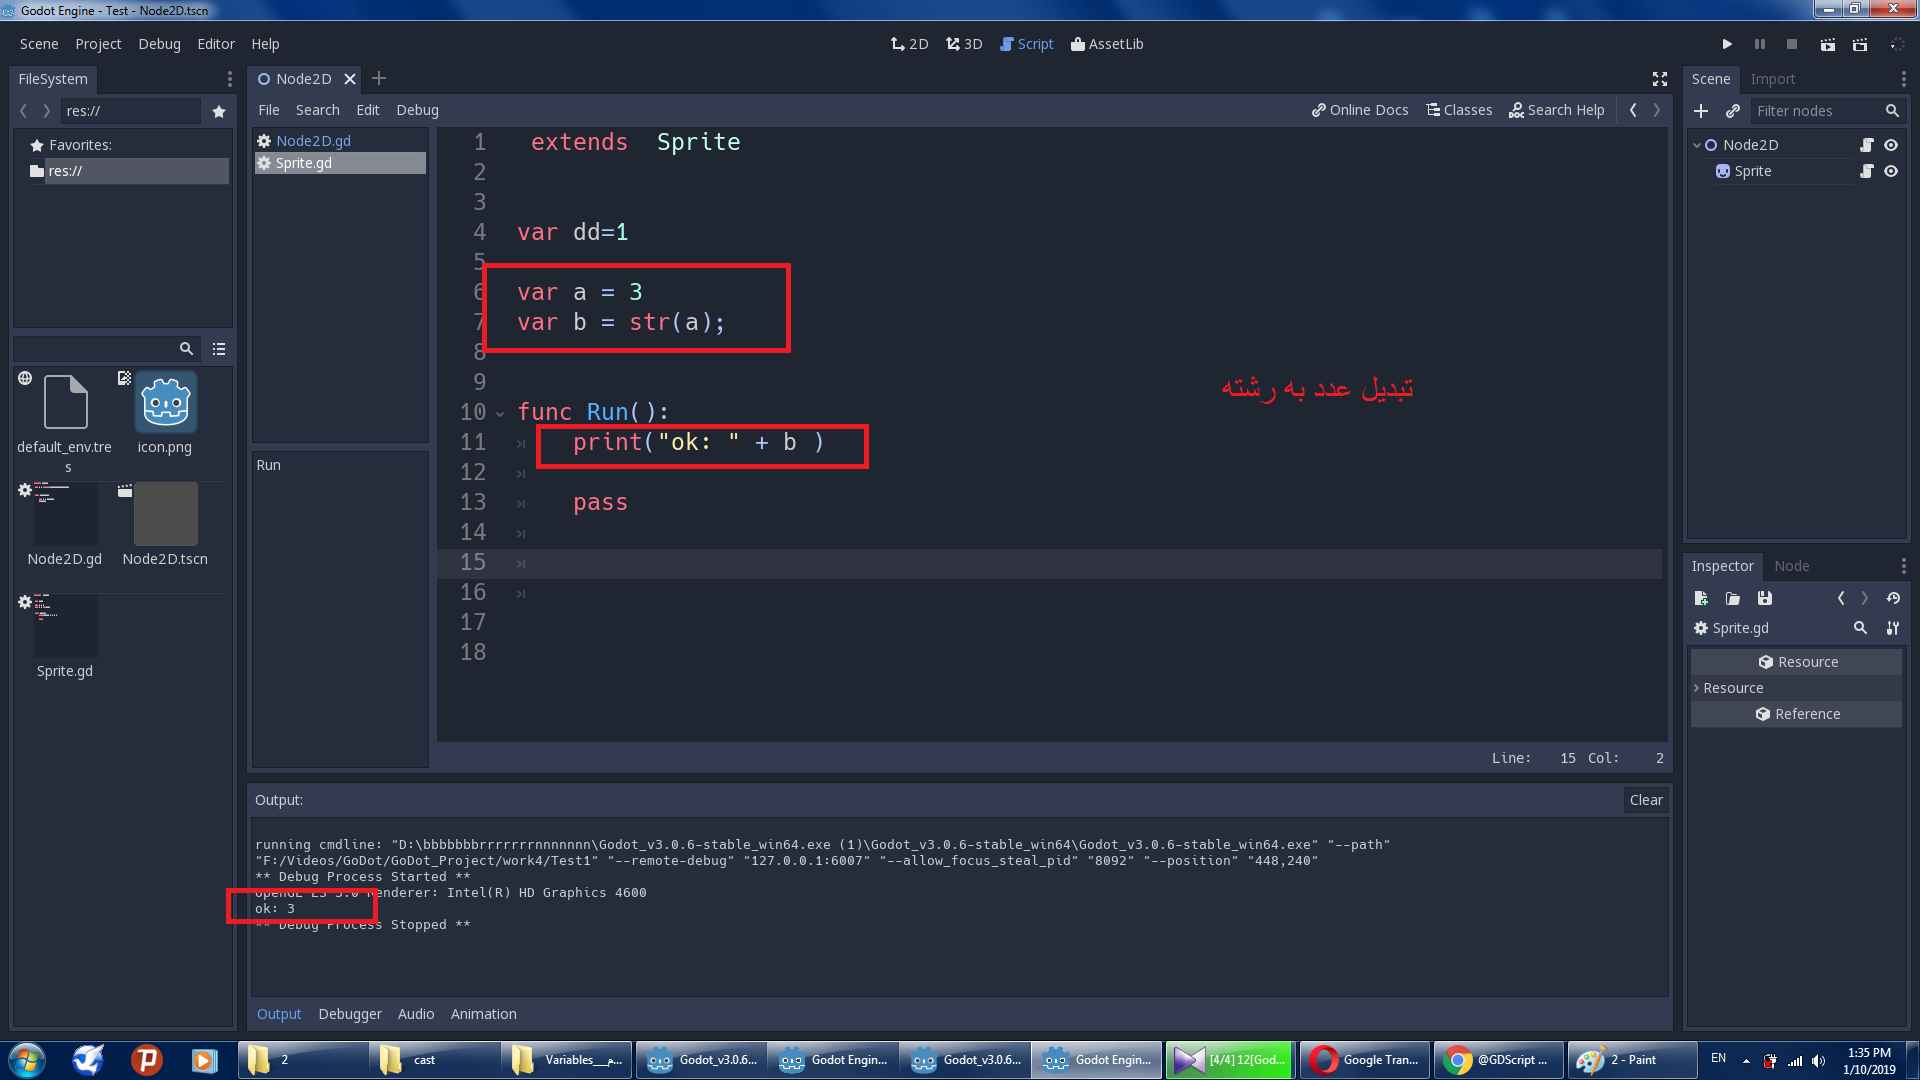 Godot Engine - Test - Node2D.tscn
Scene Project Debug Editor Help
2D 3D Script AssetLib
FileSystem
res://
Favorites:
res://
default_env.tres
icon.png
Node2D.gd
Node2D.tscn
Sprite.gd
Node2D
File Search Edit Debug
Online Docs Classes Search Help
Node2D.gd
Sprite.gd
Run
1 extends Sprite
2
3
4 var dd=1
5
6 var a = 3
7 var b = str(a);
8
9
10 func Run():
11 print("ok: " + b )
12
13 pass
14
15
16
17
18
تبدیل عدد به رشته
Line: 15 Col: 2
Output:
Clear
running cmdline: "D:\bbbbbbbrrrrrrrnnnnnnn\Godot_v3.0.6-stable_win64.exe (1)\Godot_v3.0.6-stable_win64\Godot_v3.0.6-stable_win64.exe" "--path"
"F:/Videos/GoDot/GoDot_Project/work4/Test1" "--remote-debug" "127.0.0.1:6007" "--allow_focus_steal_pid" "8092" "--position" "448,240"
** Debug Process Started **
OpenGL ES 3.0 Renderer: Intel(R) HD Graphics 4600
ok: 3
** Debug Process Stopped **
Output Debugger Audio Animation
Scene Import
Filter nodes
Node2D
Sprite
Inspector Node
Sprite.gd
Resource
Resource
Reference
2
cast
Variables__م...
Godot_v3.0.6...
Godot Engin...
Godot_v3.0.6...
Godot Engin...
[4/4] 12[God...
Google Tran...
@GDScript ...
2 - Paint
EN
1:35 PM
1/10/2019